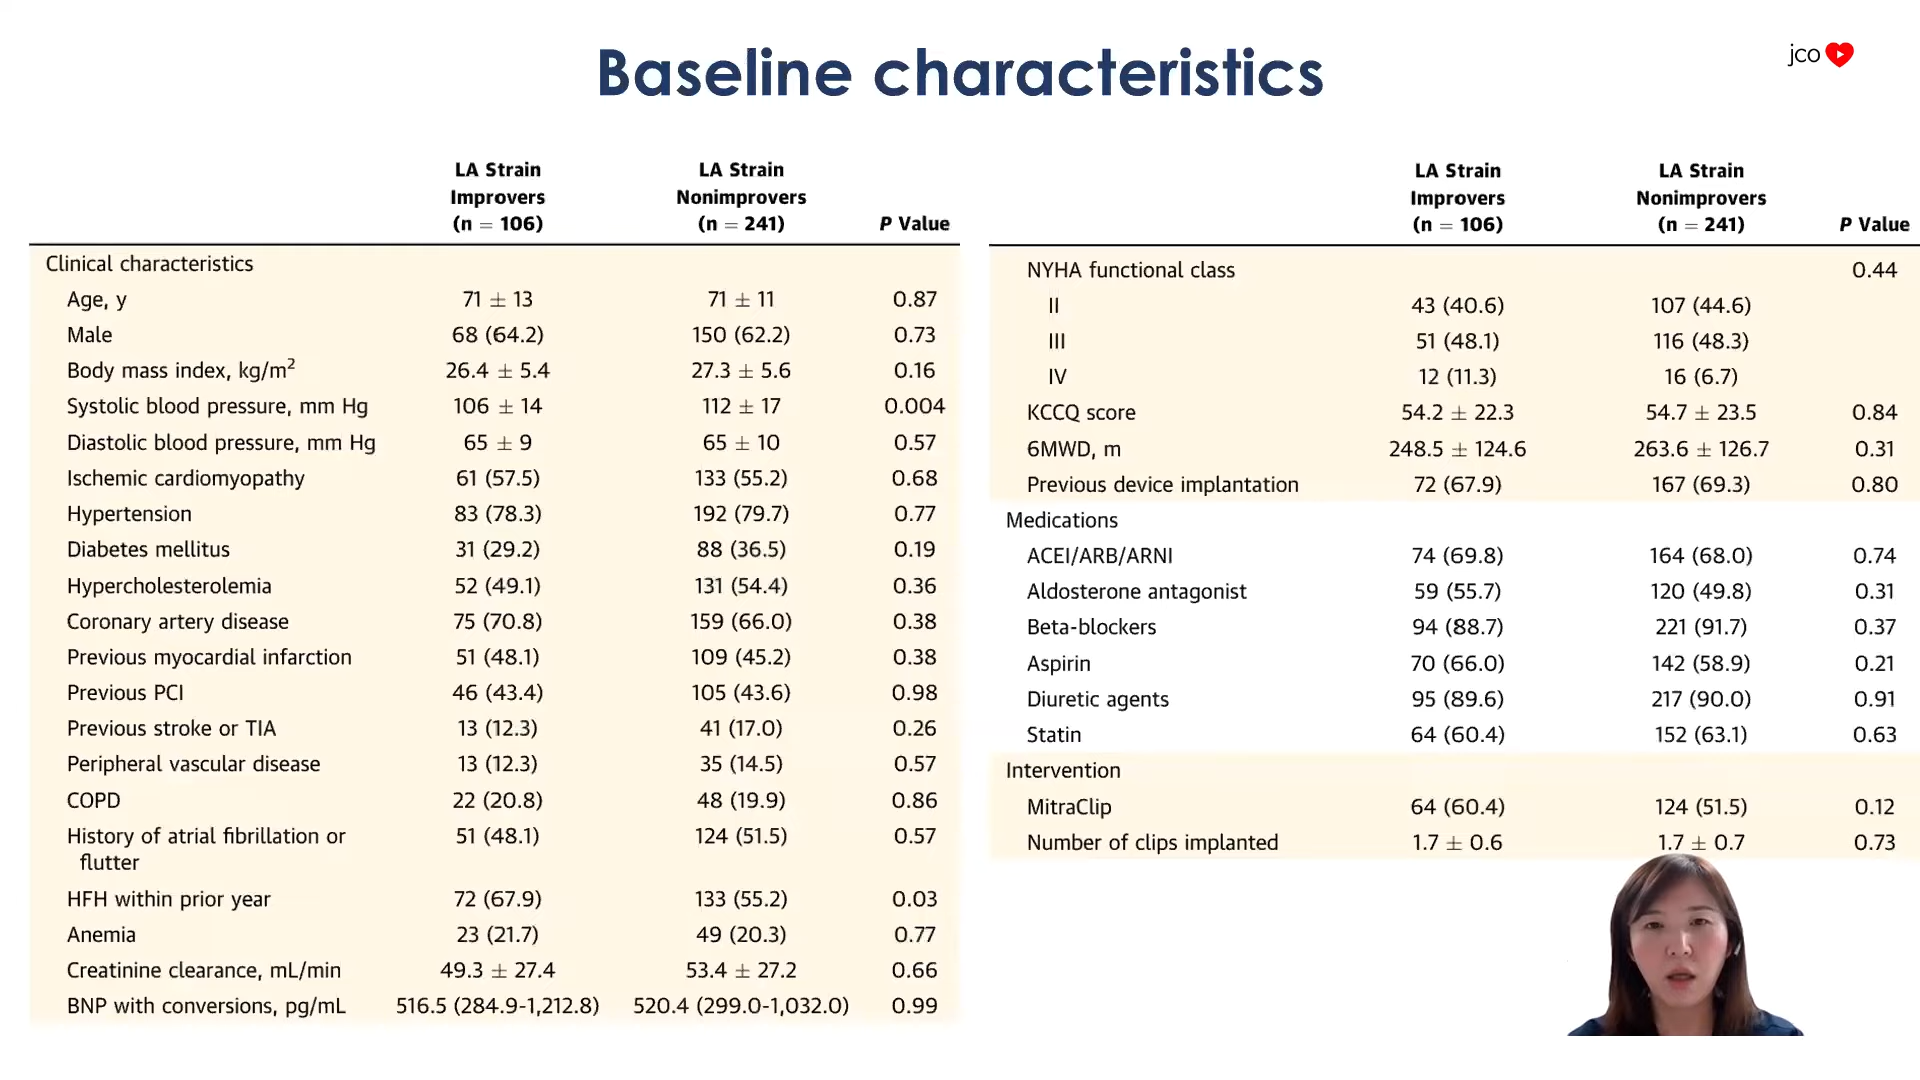 Baseline characteristics
jco
LA Strain Improvers (n = 106) LA Strain Nonimprovers (n = 241) P Value
Clinical characteristics
Age, y 71 ± 13 71 ± 11 0.87
Male 68 (64.2) 150 (62.2) 0.73
Body mass index, kg/m² 26.4 ± 5.4 27.3 ± 5.6 0.16
Systolic blood pressure, mm Hg 106 ± 14 112 ± 17 0.004
Diastolic blood pressure, mm Hg 65 ± 9 65 ± 10 0.57
Ischemic cardiomyopathy 61 (57.5) 133 (55.2) 0.68
Hypertension 83 (78.3) 192 (79.7) 0.77
Diabetes mellitus 31 (29.2) 88 (36.5) 0.19
Hypercholesterolemia 52 (49.1) 131 (54.4) 0.36
Coronary artery disease 75 (70.8) 159 (66.0) 0.38
Previous myocardial infarction 51 (48.1) 109 (45.2) 0.38
Previous PCI 46 (43.4) 105 (43.6) 0.98
Previous stroke or TIA 13 (12.3) 41 (17.0) 0.26
Peripheral vascular disease 13 (12.3) 35 (14.5) 0.57
COPD 22 (20.8) 48 (19.9) 0.86
History of atrial fibrillation or 51 (48.1) 124 (51.5) 0.57
flutter
HFH within prior year 72 (67.9) 133 (55.2) 0.03
Anemia 23 (21.7) 49 (20.3) 0.77
Creatinine clearance, mL/min 49.3 ± 27.4 53.4 ± 27.2 0.66
BNP with conversions, pg/mL 516.5 (284.9-1,212.8) 520.4 (299.0-1,032.0) 0.99
LA Strain Improvers (n = 106) LA Strain Nonimprovers (n = 241) P Value
NYHA functional class 0.44
II 43 (40.6) 107 (44.6)
III 51 (48.1) 116 (48.3)
IV 12 (11.3) 16 (6.7)
KCCQ score 54.2 ± 22.3 54.7 ± 23.5 0.84
6MWD, m 248.5 ± 124.6 263.6 ± 126.7 0.31
Previous device implantation 72 (67.9) 167 (69.3) 0.80
Medications
ACEI/ARB/ARNI 74 (69.8) 164 (68.0) 0.74
Aldosterone antagonist 59 (55.7) 120 (49.8) 0.31
Beta-blockers 94 (88.7) 221 (91.7) 0.37
Aspirin 70 (66.0) 142 (58.9) 0.21
Diuretic agents 95 (89.6) 217 (90.0) 0.91
Statin 64 (60.4) 152 (63.1) 0.63
Intervention
MitraClip 64 (60.4) 124 (51.5) 0.12
Number of clips implanted 1.7 ± 0.6 1.7 ± 0.7 0.73